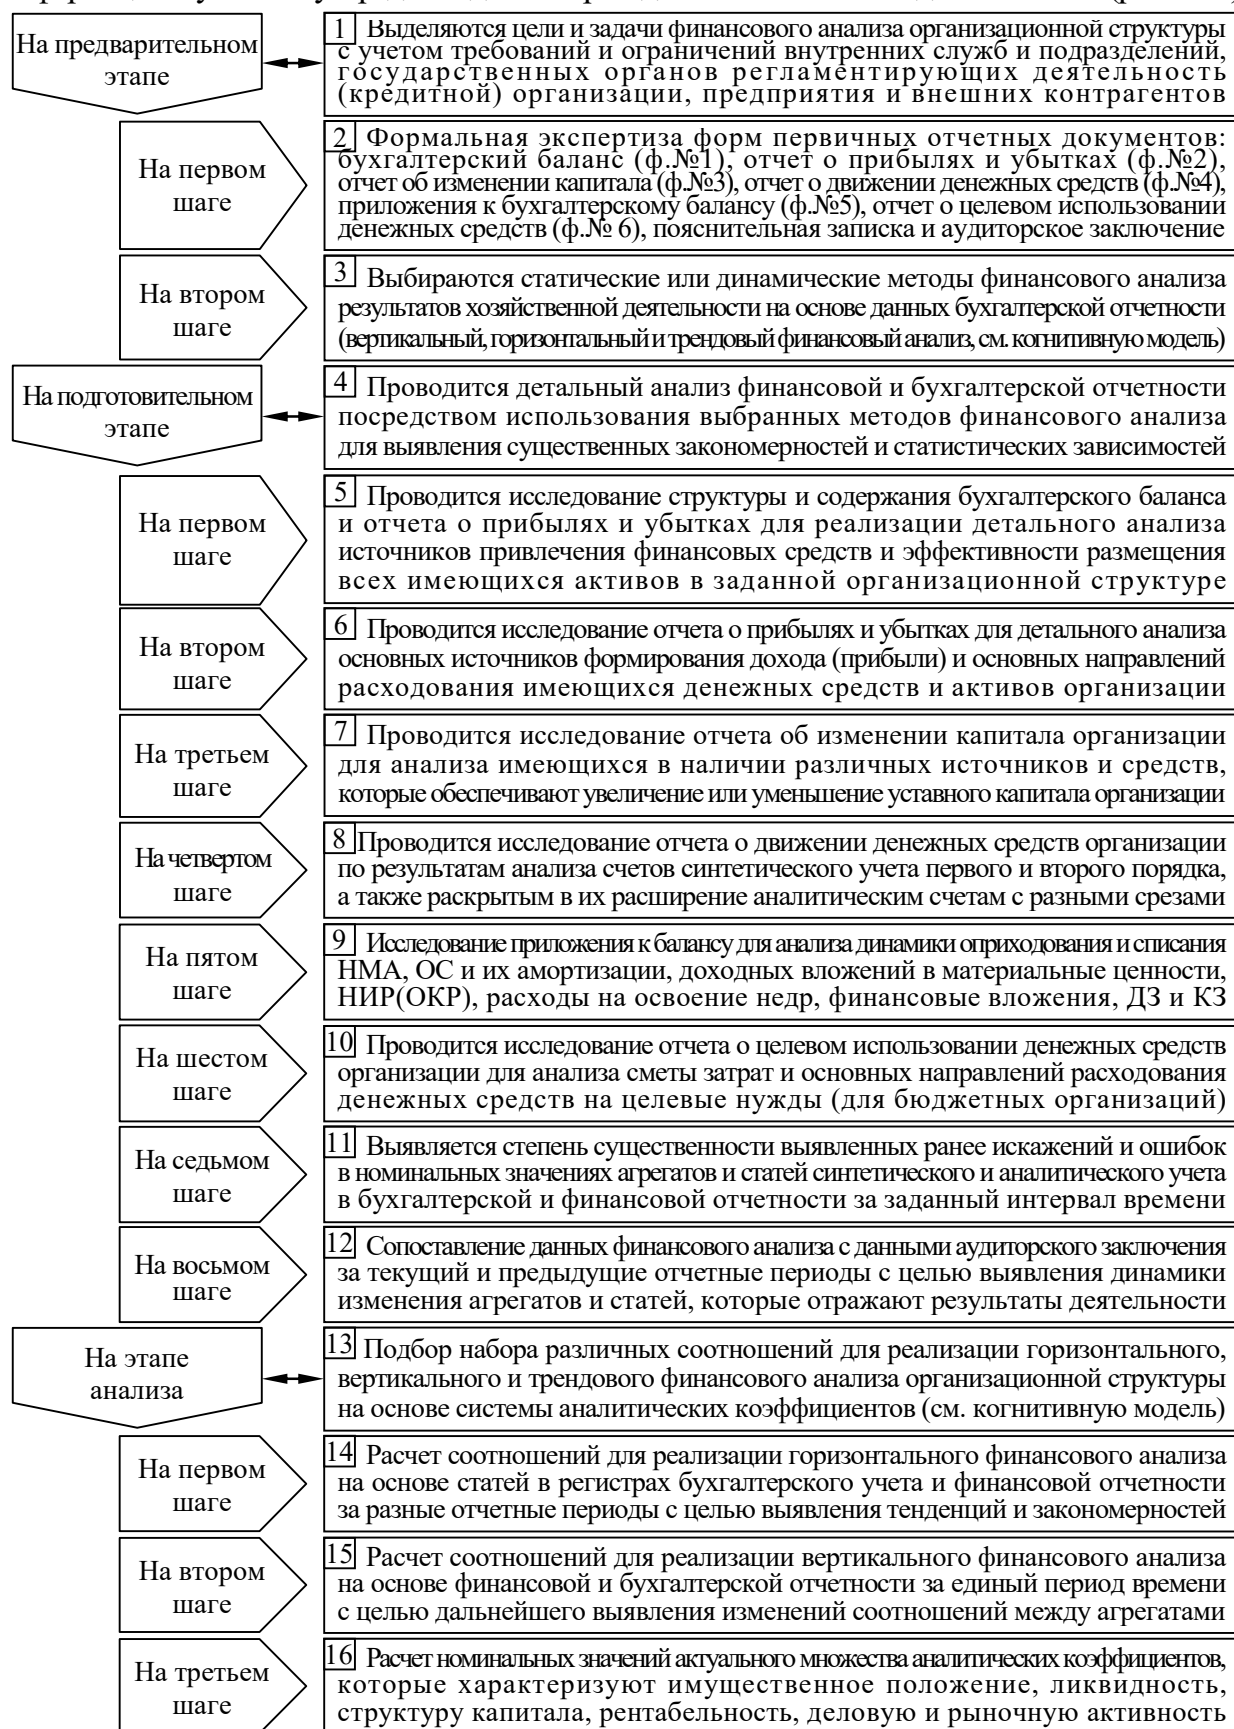 На предварительном
этапе
1 Выделяются цели и задачи финансового анализа организационной структуры
с учетом требований и ограничений внутренних служб и подразделений,
государственных органов регламентирующих деятельность
(кредитной) организации, предприятия и внешних контрагентов
На первом
шаге
2 Формальная экспертиза форм первичных отчетных документов:
бухгалтерский баланс (ф.№1), отчет о прибылях и убытках (ф.№2),
отчет об изменении капитала (ф.№3), отчет о движении денежных средств (ф.№4),
приложения к бухгалтерскому балансу (ф.№5), отчет о целевом использовании
денежных средств (ф.№ 6), пояснительная записка и аудиторское заключение
На втором
шаге
3 Выбираются статические или динамические методы финансового анализа
результатов хозяйственной деятельности на основе данных бухгалтерской отчетности
(вертикальный, горизонтальный и трендовый финансовый анализ, см. когнитивную модель)
На подготовительном
этапе
4 Проводится детальный анализ финансовой и бухгалтерской отчетности
посредством использования выбранных методов финансового анализа
для выявления существенных закономерностей и статистических зависимостей
На первом
шаге
5 Проводится исследование структуры и содержания бухгалтерского баланса
и отчета о прибылях и убытках для реализации детального анализа
источников привлечения финансовых средств и эффективности размещения
всех имеющихся активов в заданной организационной структуре
На втором
шаге
6 Проводится исследование отчета о прибылях и убытках для детального анализа
основных источников формирования дохода (прибыли) и основных направлений
расходования имеющихся денежных средств и активов организации
На третьем
шаге
7 Проводится исследование отчета об изменении капитала организации
для анализа имеющихся в наличии различных источников и средств,
которые обеспечивают увеличение или уменьшение уставного капитала организации
На четвертом
шаге
8 Проводится исследование отчета о движении денежных средств организации
по результатам анализа счетов синтетического учета первого и второго порядка,
а также раскрытым в их расширение аналитическим счетам с разными срезами
На пятом
шаге
9 Исследование приложения к балансу для анализа динамики оприходования и списания
НМА, ОС и их амортизации, доходных вложений в материальные ценности,
НИР(ОКР), расходы на освоение недр, финансовые вложения, ДЗ и КЗ
На шестом
шаге
10 Проводится исследование отчета о целевом использовании денежных средств
организации для анализа сметы затрат и основных направлений расходования
денежных средств на целевые нужды (для бюджетных организаций)
На седьмом
шаге
11 Выявляется степень существенности выявленных ранее искажений и ошибок
в номинальных значениях агрегатов и статей синтетического и аналитического учета
в бухгалтерской и финансовой отчетности за заданный интервал времени
На восьмом
шаге
12 Сопоставление данных финансового анализа с данными аудиторского заключения
за текущий и предыдущие отчетные периоды с целью выявления динамики
изменения агрегатов и статей, которые отражают результаты деятельности
На этапе
анализа
13 Подбор набора различных соотношений для реализации горизонтального,
вертикального и трендового финансового анализа организационной структуры
на основе системы аналитических коэффициентов (см. когнитивную модель)
На первом
шаге
14 Расчет соотношений для реализации горизонтального финансового анализа
на основе статей в регистрах бухгалтерского учета и финансовой отчетности
за разные отчетные периоды с целью выявления тенденций и закономерностей
На втором
шаге
15 Расчет соотношений для реализации вертикального финансового анализа
на основе финансовой и бухгалтерской отчетности за единый период времени
с целью дальнейшего выявления изменений соотношений между агрегатами
На третьем
шаге
16 Расчет номинальных значений актуального множества аналитических коэффициентов,
которые характеризуют имущественное положение, ликвидность,
структуру капитала, рентабельность, деловую и рыночную активность